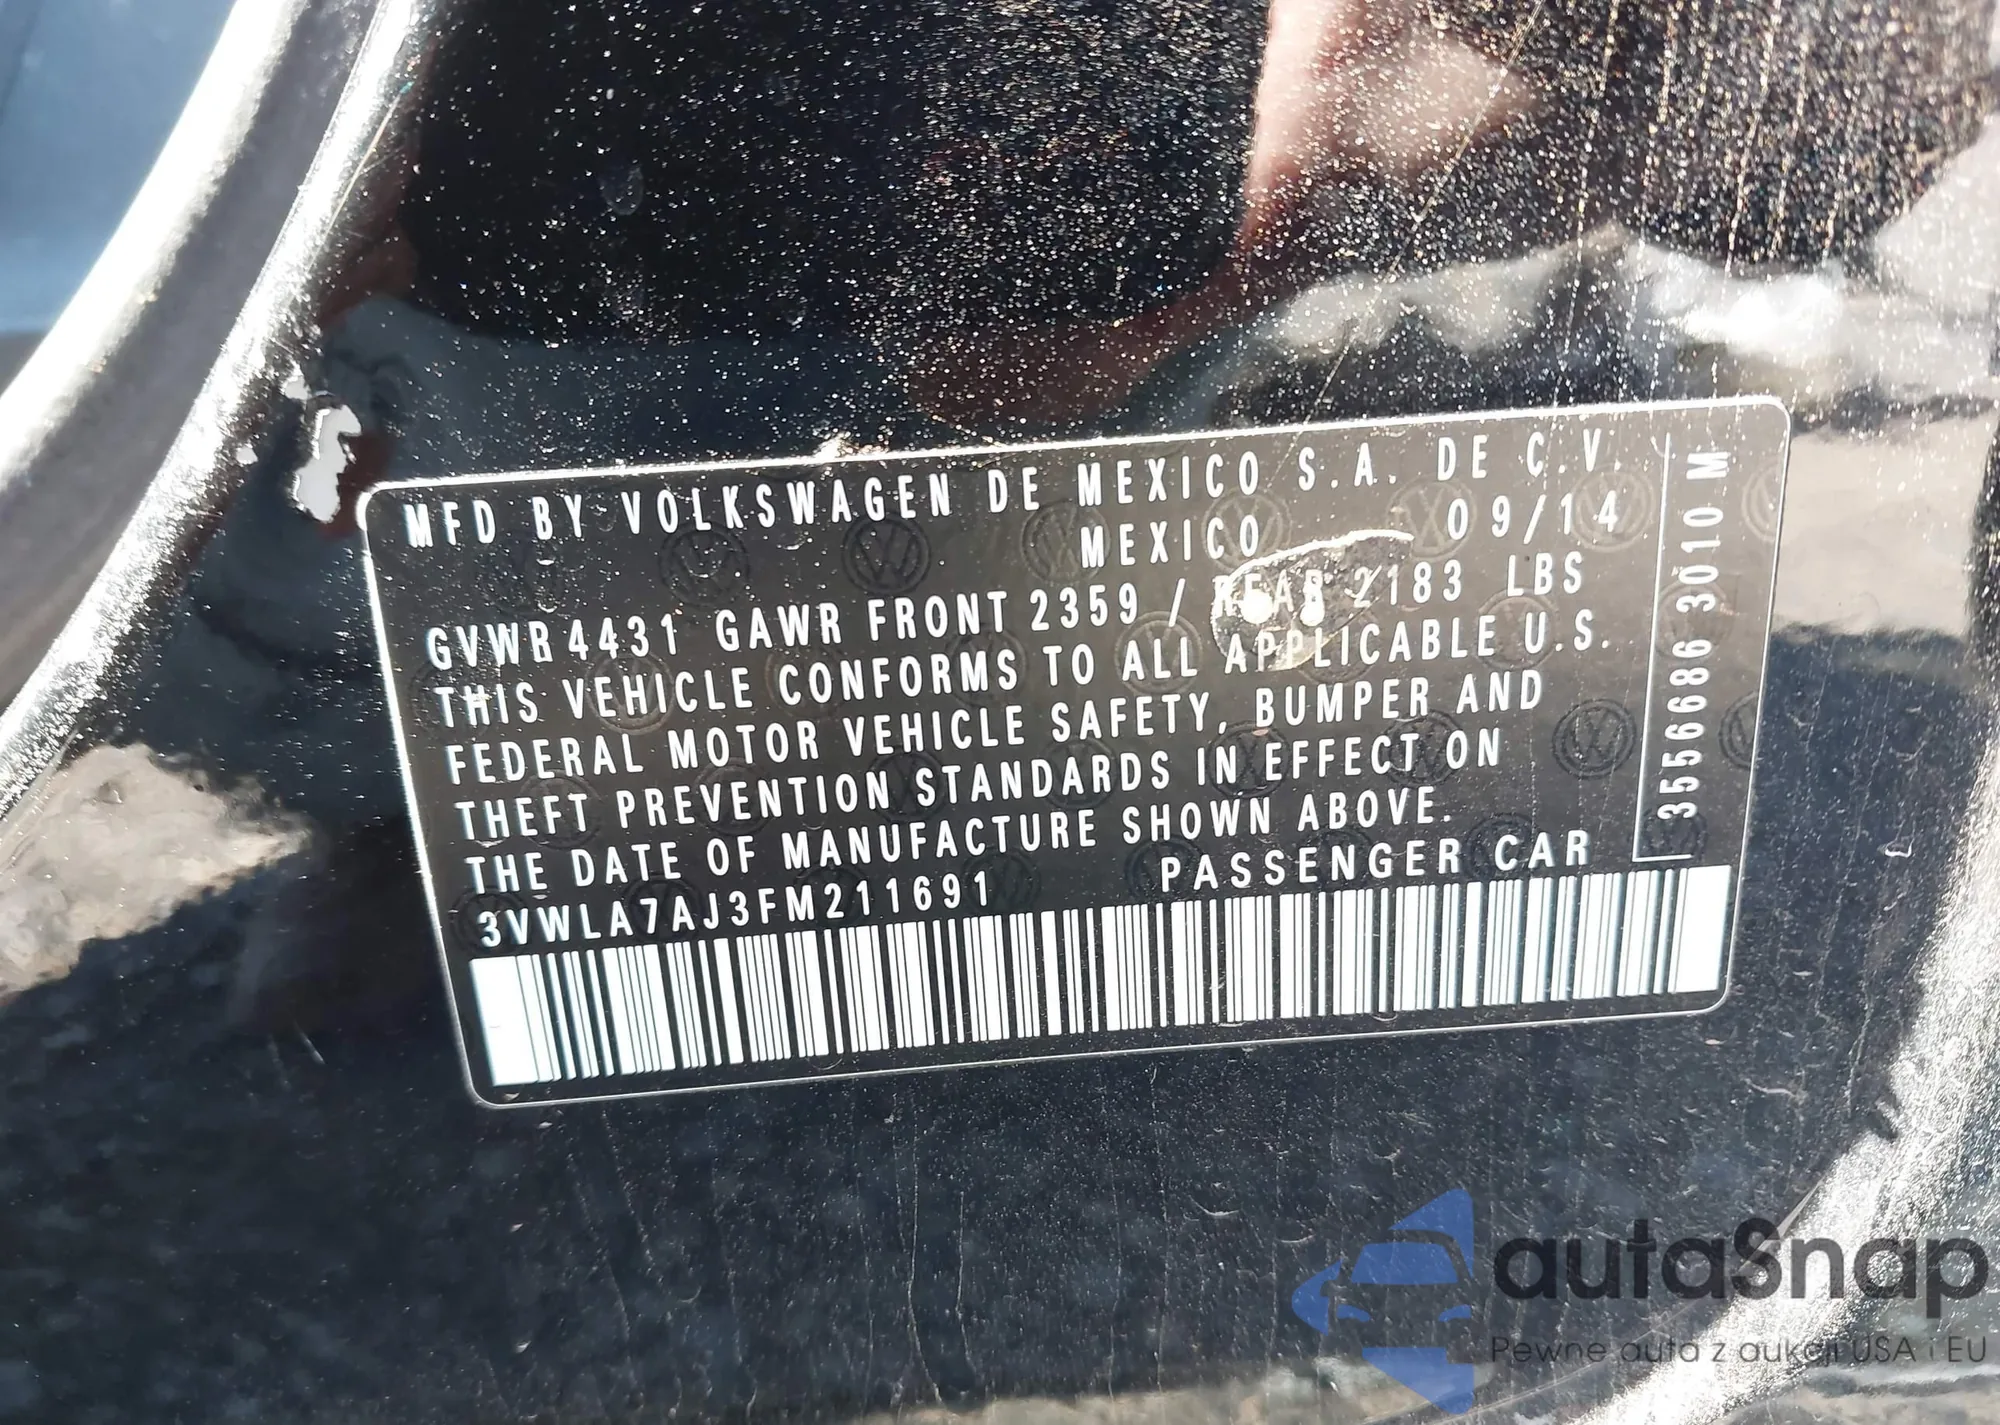 MFD BY VOLKSWAGEN DE MEXICO S.A. DE C.V.
MEXICO 09/14
GVWR 4431 GAWR FRONT 2359 / REAR 2183 LBS
THIS VEHICLE CONFORMS TO ALL APPLICABLE U.S.
FEDERAL MOTOR VEHICLE SAFETY, BUMPER AND
THEFT PREVENTION STANDARDS IN EFFECT ON
THE DATE OF MANUFACTURE SHOWN ABOVE.
3VWLA7AJ3FM211691 PASSENGER CAR
3556686 3010 M
autaSnap
Pewne auta z aukcji USA i EU